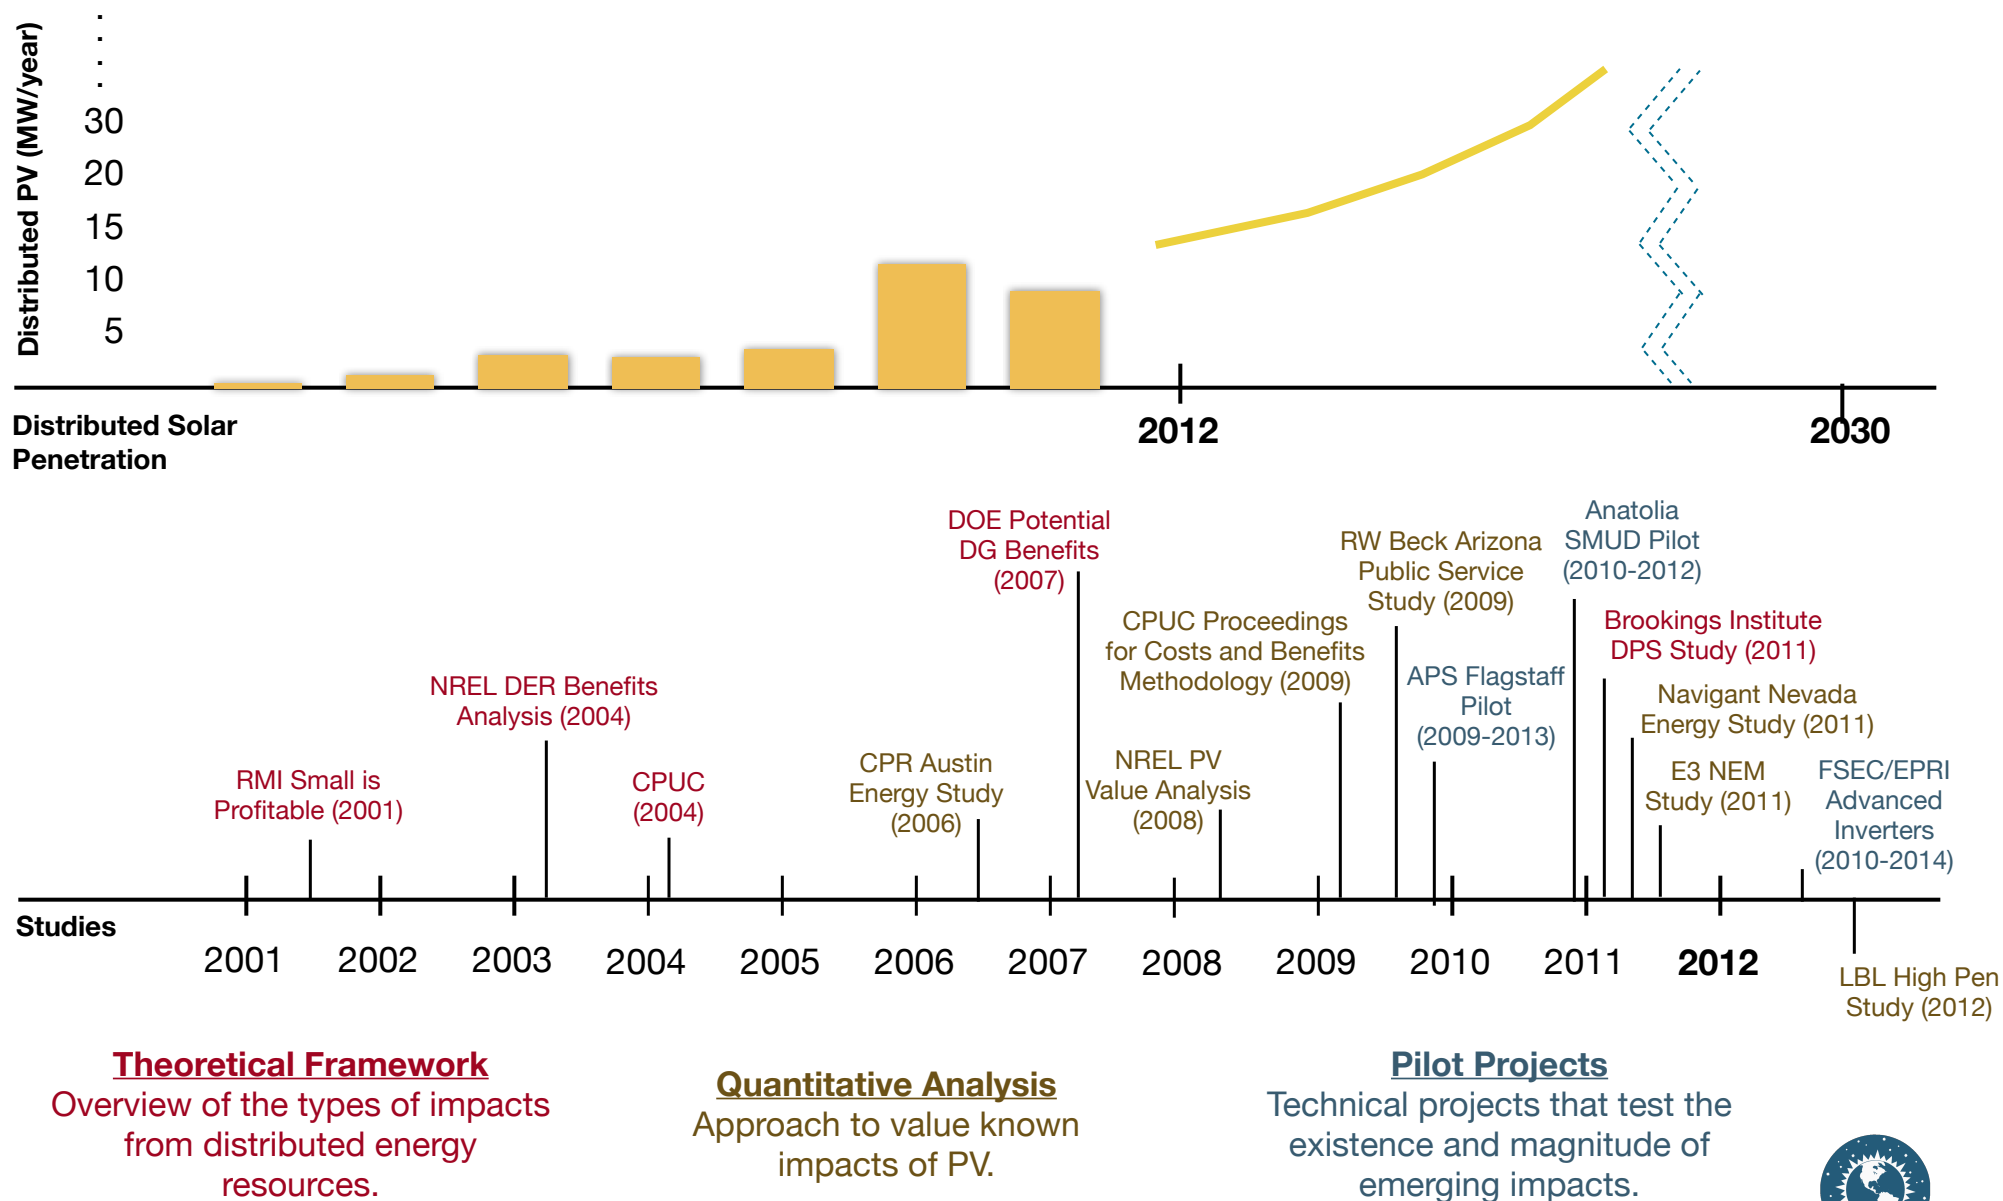 Distributed PV (MW/year)
30
20
15
10
5
Distributed Solar
Penetration
2012
2030
DOE Potential
DG Benefits
(2007)
RW Beck Arizona
Public Service
Study (2009)
Anatolia
SMUD Pilot
(2010-2012)
CPUC Proceedings
for Costs and Benefits
Methodology (2009)
Brookings Institute
DPS Study (2011)
NREL DER Benefits
Analysis (2004)
APS Flagstaff
Pilot
(2009-2013)
Navigant Nevada
Energy Study (2011)
RMI Small is
Profitable (2001)
CPUC
(2004)
CPR Austin
Energy Study
(2006)
NREL PV
Value Analysis
(2008)
E3 NEM
Study (2011)
FSEC/EPRI
Advanced
Inverters
(2010-2014)
Studies
2001 2002 2003 2004 2005 2006 2007 2008 2009 2010 2011 2012
LBL High Pen
Study (2012)
Theoretical Framework
Overview of the types of impacts
from distributed energy
resources.
Quantitative Analysis
Approach to value known
impacts of PV.
Pilot Projects
Technical projects that test the
existence and magnitude of
emerging impacts.